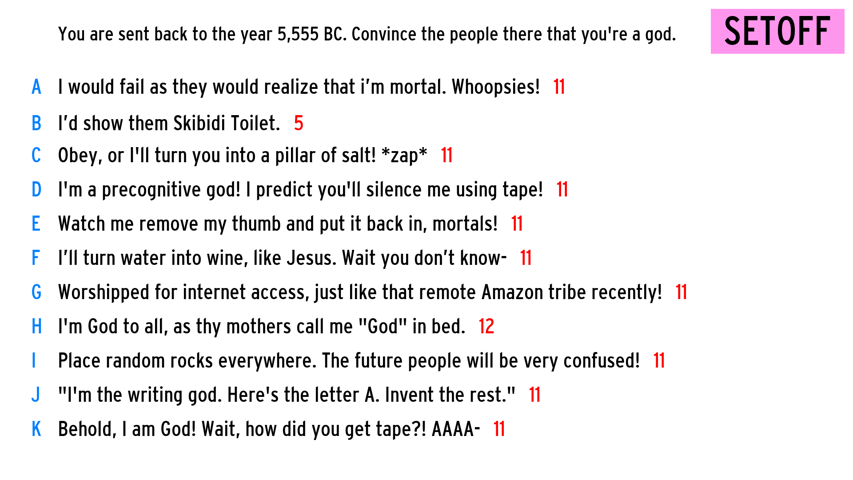 You are sent back to the year 5,555 BC. Convince the people there that you're a god.
SETOFF
A I would fail as they would realize that i’m mortal. Whoopsies! 11
B I’d show them Skibidi Toilet. 5
C Obey, or I'll turn you into a pillar of salt! *zap* 11
D I'm a precognitive god! I predict you'll silence me using tape! 11
E Watch me remove my thumb and put it back in, mortals! 11
F I’ll turn water into wine, like Jesus. Wait you don’t know- 11
G Worshipped for internet access, just like that remote Amazon tribe recently! 11
H I'm God to all, as thy mothers call me "God" in bed. 12
I Place random rocks everywhere. The future people will be very confused! 11
J "I'm the writing god. Here's the letter A. Invent the rest." 11
K Behold, I am God! Wait, how did you get tape?! AAAA- 11